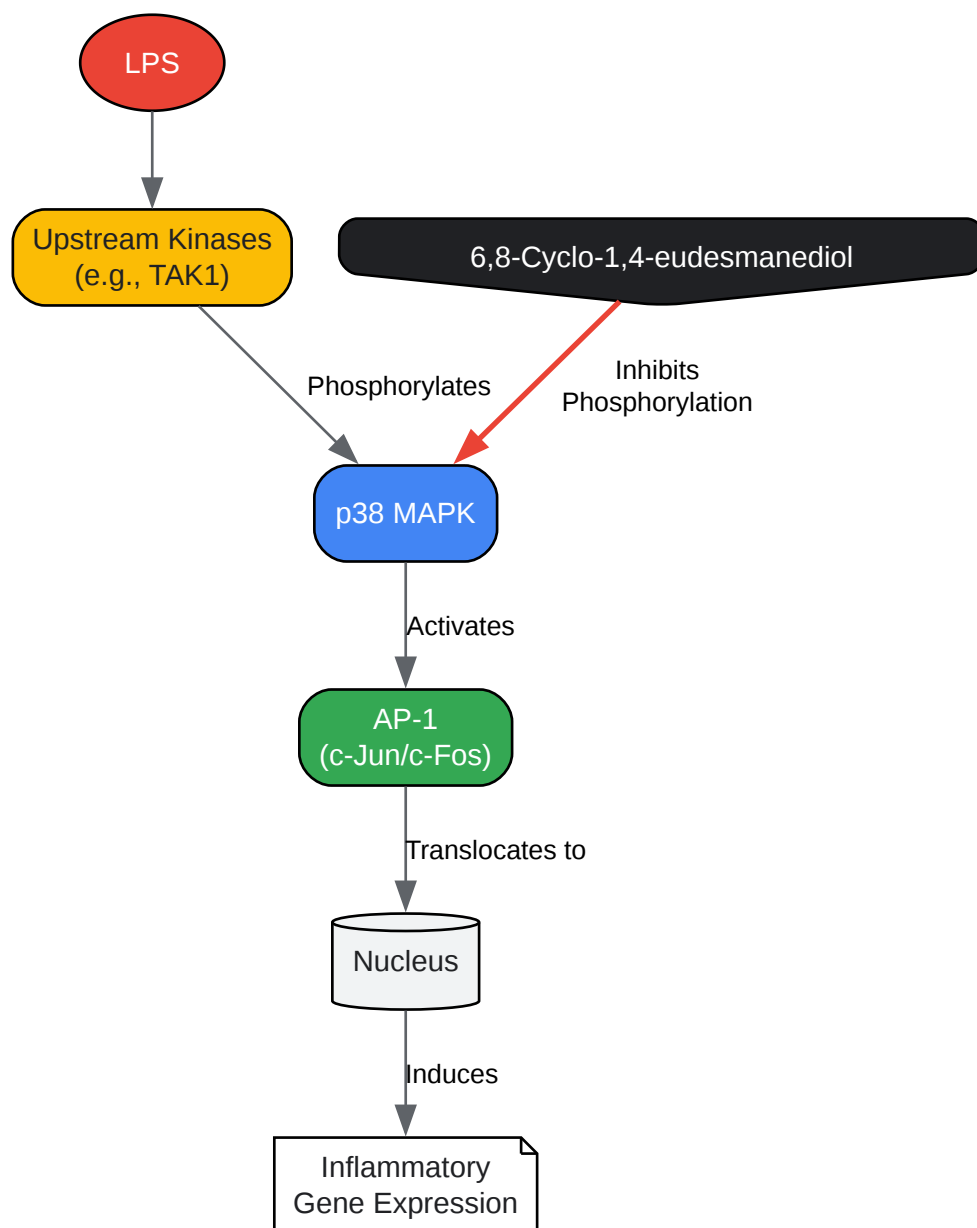 LPS
Upstream Kinases
(e.g., TAK1)
6,8-Cyclo-1,4-eudesmanediol
Phosphorylates
Inhibits
Phosphorylation
p38 MAPK
Activates
AP-1
(c-Jun/c-Fos)
Translocates to
Nucleus
Induces
Inflammatory
Gene Expression